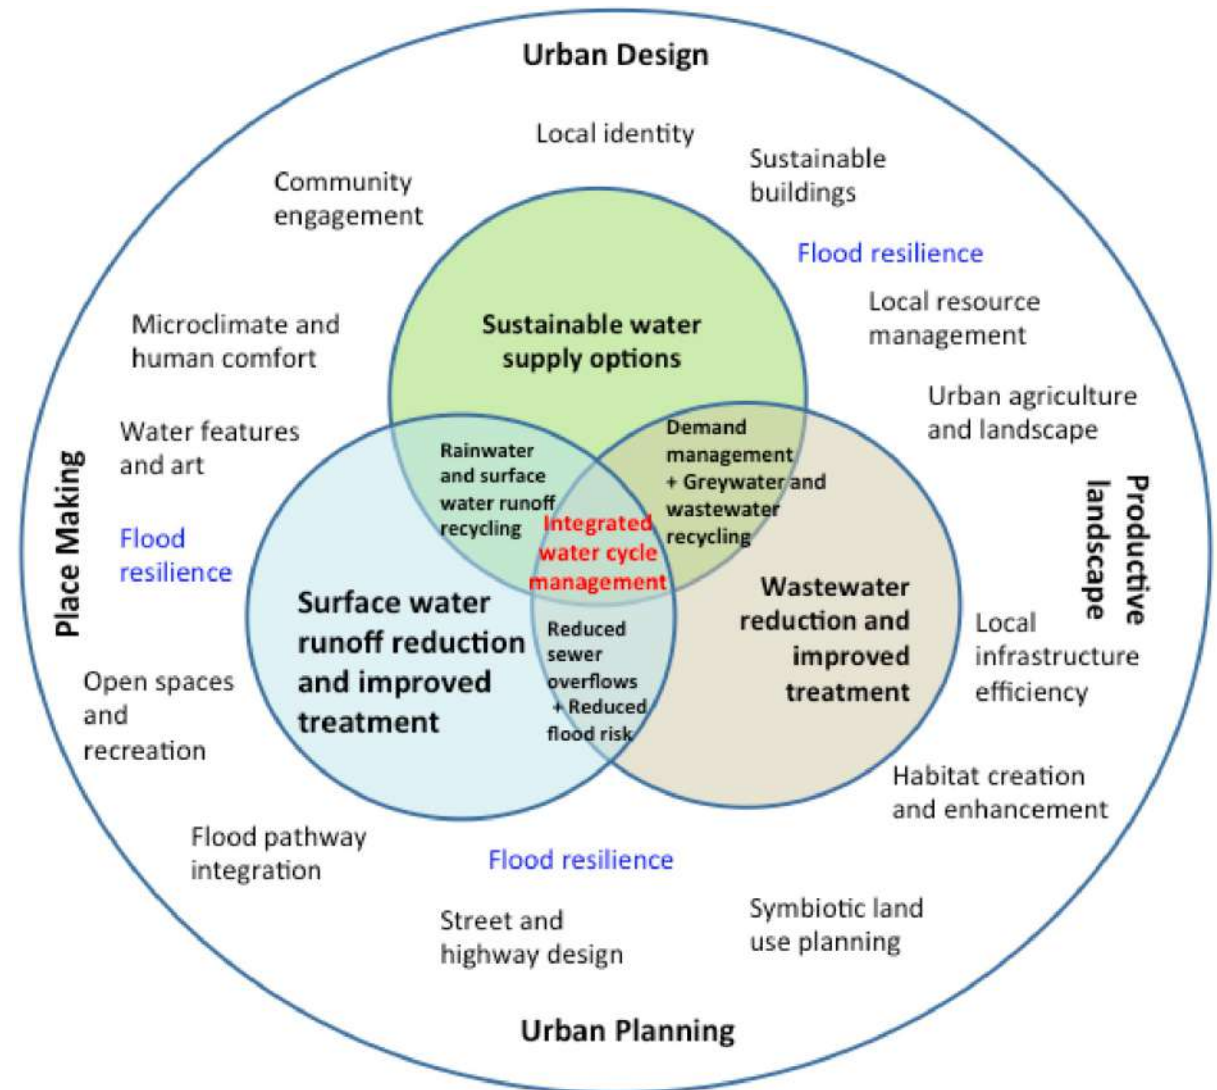 Urban Design
Local identity
Sustainable
buildings
Community
engagement
Flood resilience
Local resource
management
Microclimate and
human comfort
Sustainable water
supply options
Urban agriculture
and landscape
Water features
and art
Rainwater
and surface
water runoff
recycling
Demand
management
+ Greywater and
wastewater
recycling
Place Making
Productive
landscape
Flood
resilience
Integrated
water cycle
management
Surface water
runoff reduction
and improved
treatment
Wastewater
reduction and
improved
treatment
Reduced
sewer
overflows
+ Reduced
flood risk
Local
infrastructure
efficiency
Open spaces
and
recreation
Habitat creation
and enhancement
Flood pathway
integration
Flood resilience
Street and
highway design
Symbiotic land
use planning
Urban Planning